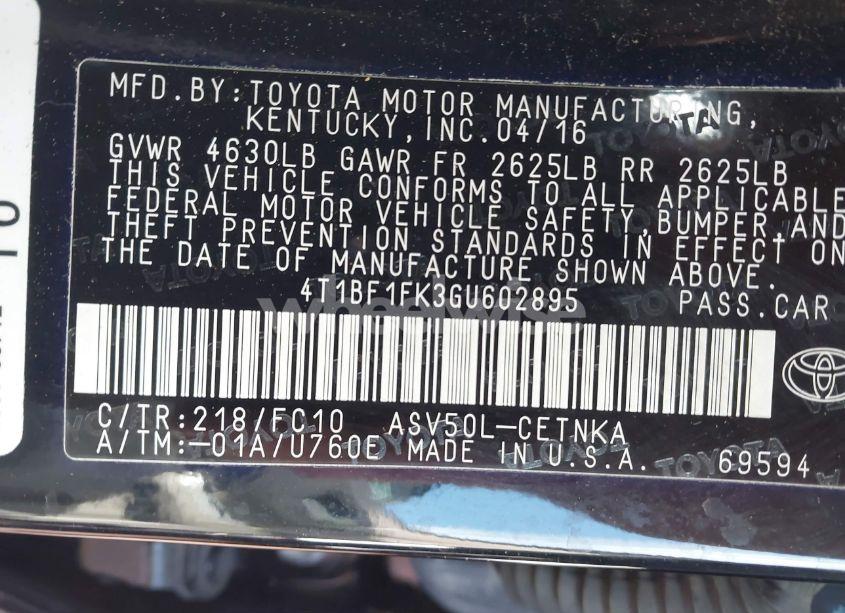 MFD.BY:TOYOTA MOTOR MANUFACTURING,
KENTUCKY,INC.04/16
GVWR 4630LB GAWR FR 2625LB RR 2625LB
THIS VEHICLE CONFORMS TO ALL APPLICABLE
FEDERAL MOTOR VEHICLE SAFETY,BUMPER,AND
THEFT PREVENTION STANDARDS IN EFFECT ON
THE DATE OF MANUFACTURE SHOWN ABOVE.
4T1BF1FK3GU602895 PASS.CAR
C/TR:218/FC10 ASV50L-CETNKA
A/TM:-01A/U760E MADE IN U.S.A. 69594